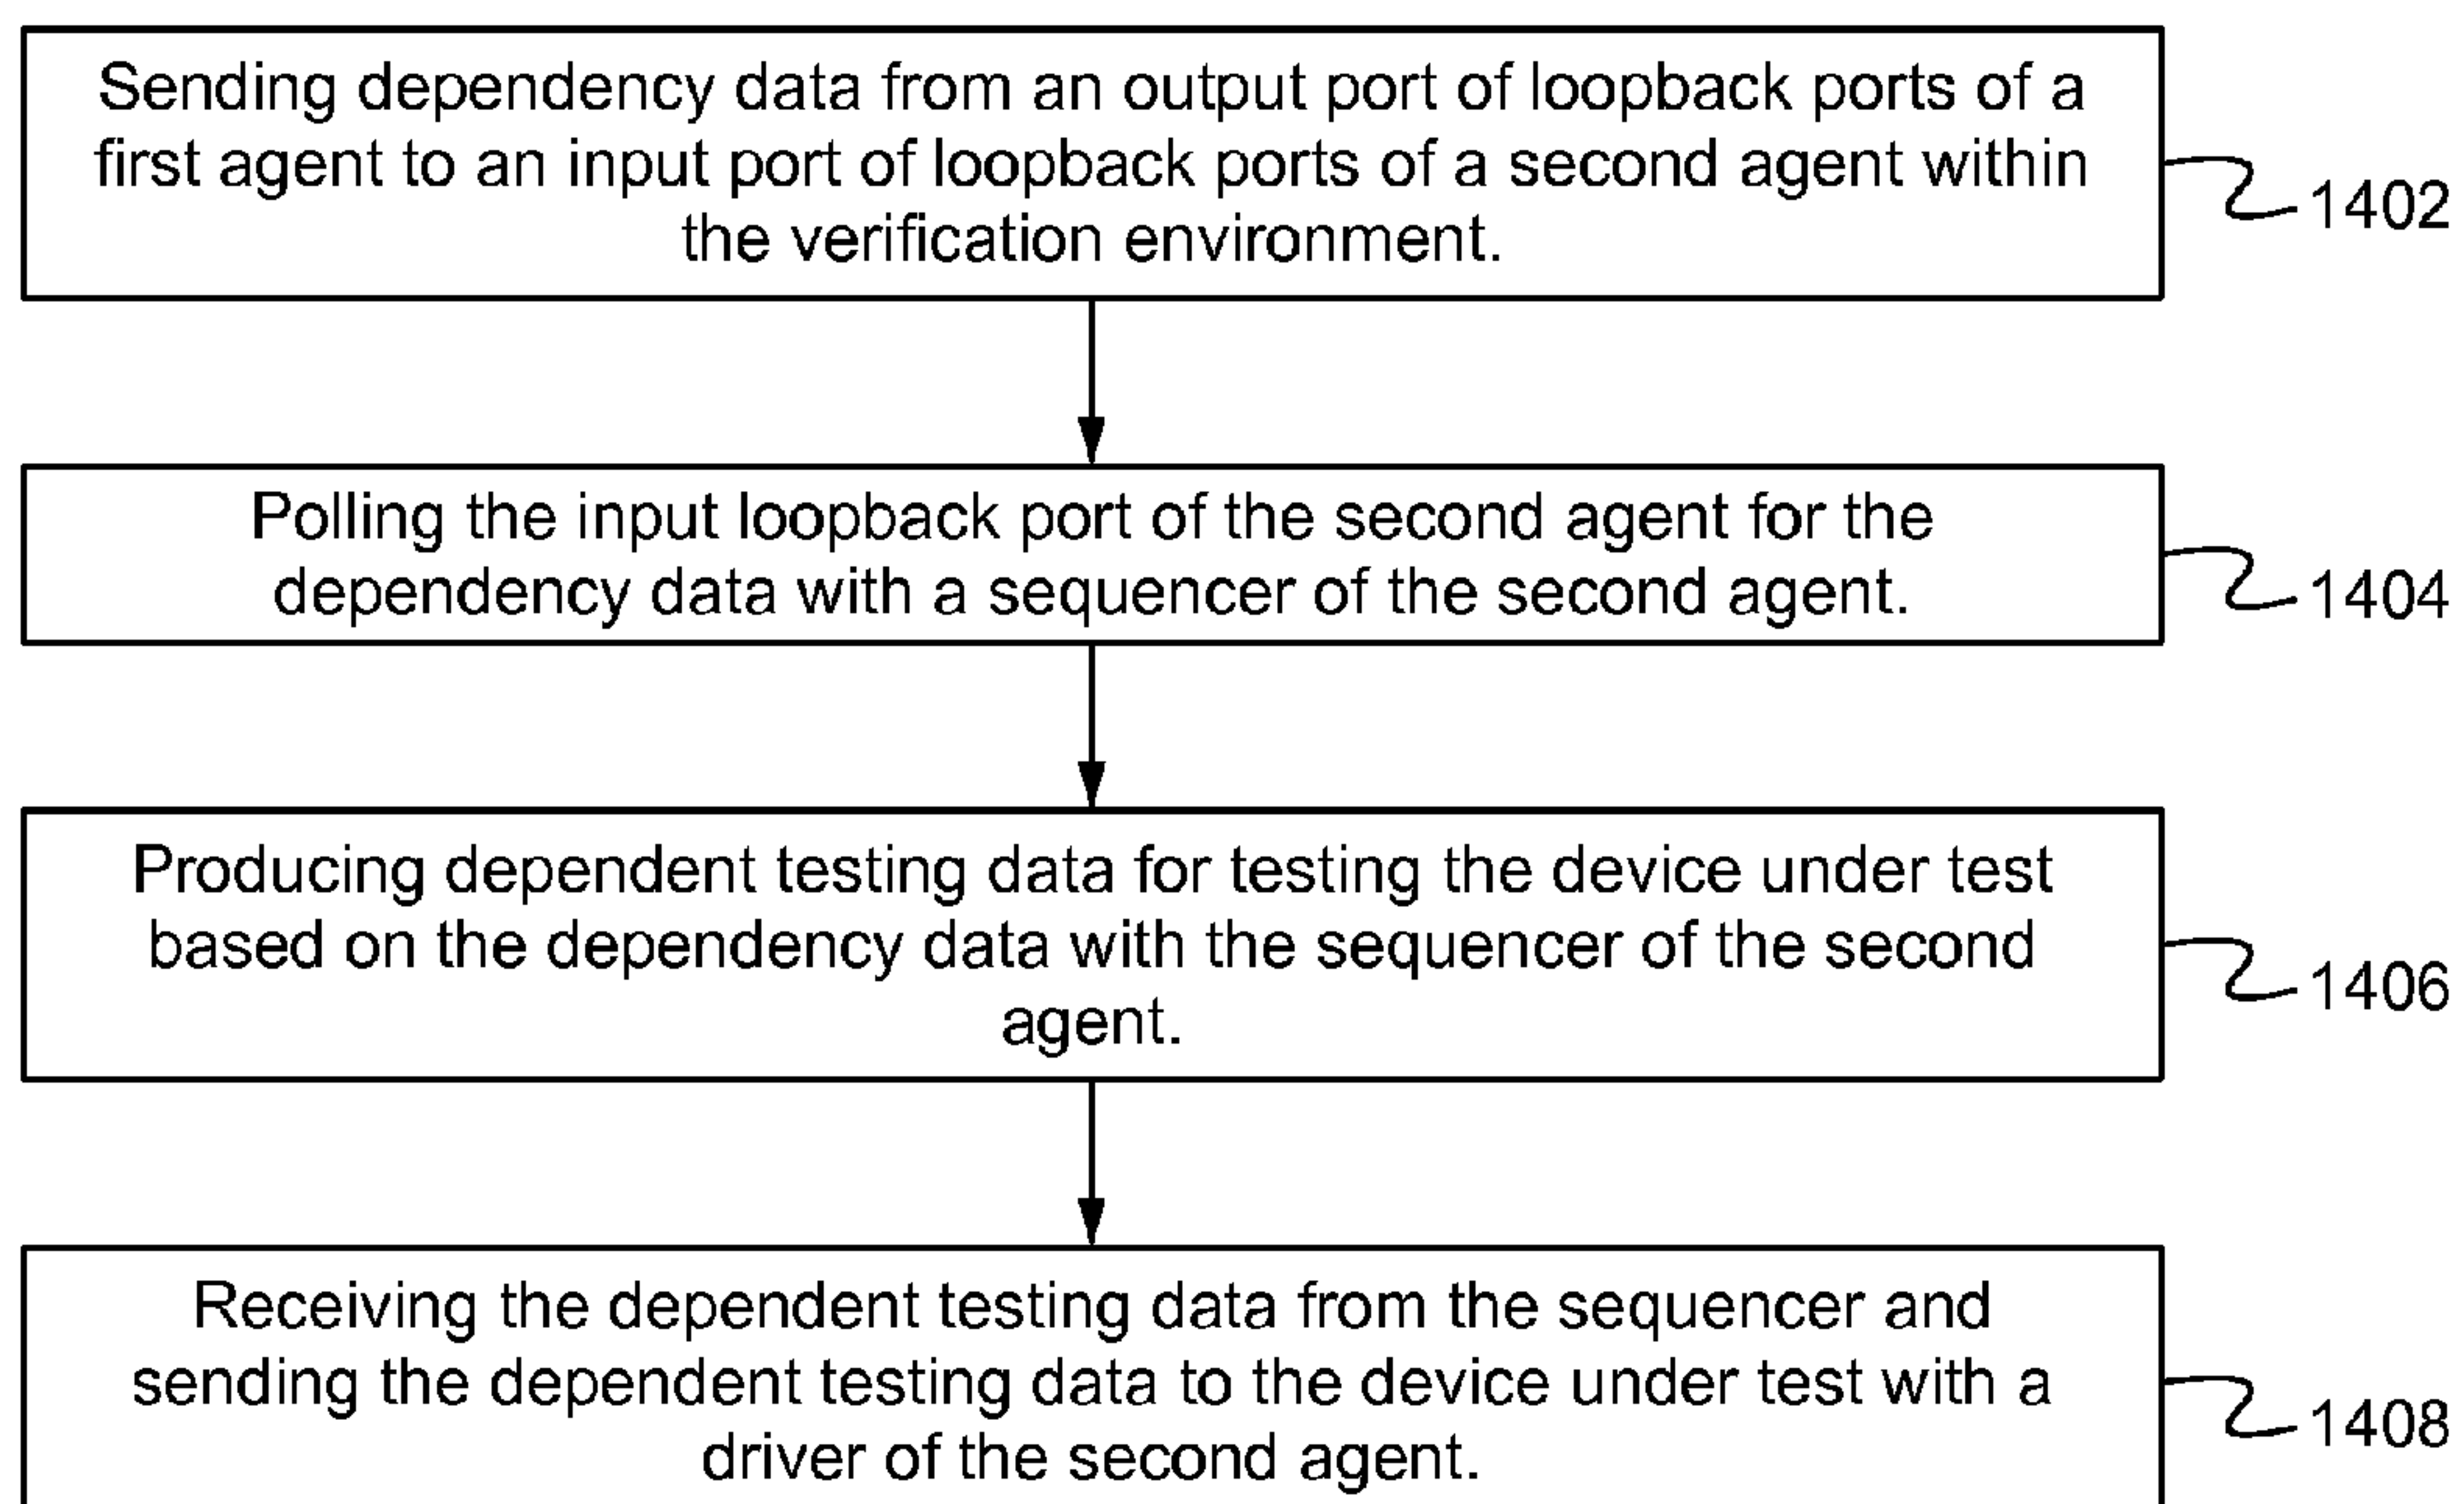 Sending dependency data from an output port of loopback ports of a
first agent to an input port of loopback ports of a second agent within
the verification environment.
1402
Polling the input loopback port of the second agent for the
dependency data with a sequencer of the second agent.
1404
Producing dependent testing data for testing the device under test
based on the dependency data with the sequencer of the second
agent.
1406
Receiving the dependent testing data from the sequencer and
sending the dependent testing data to the device under test with a
driver of the second agent.
1408